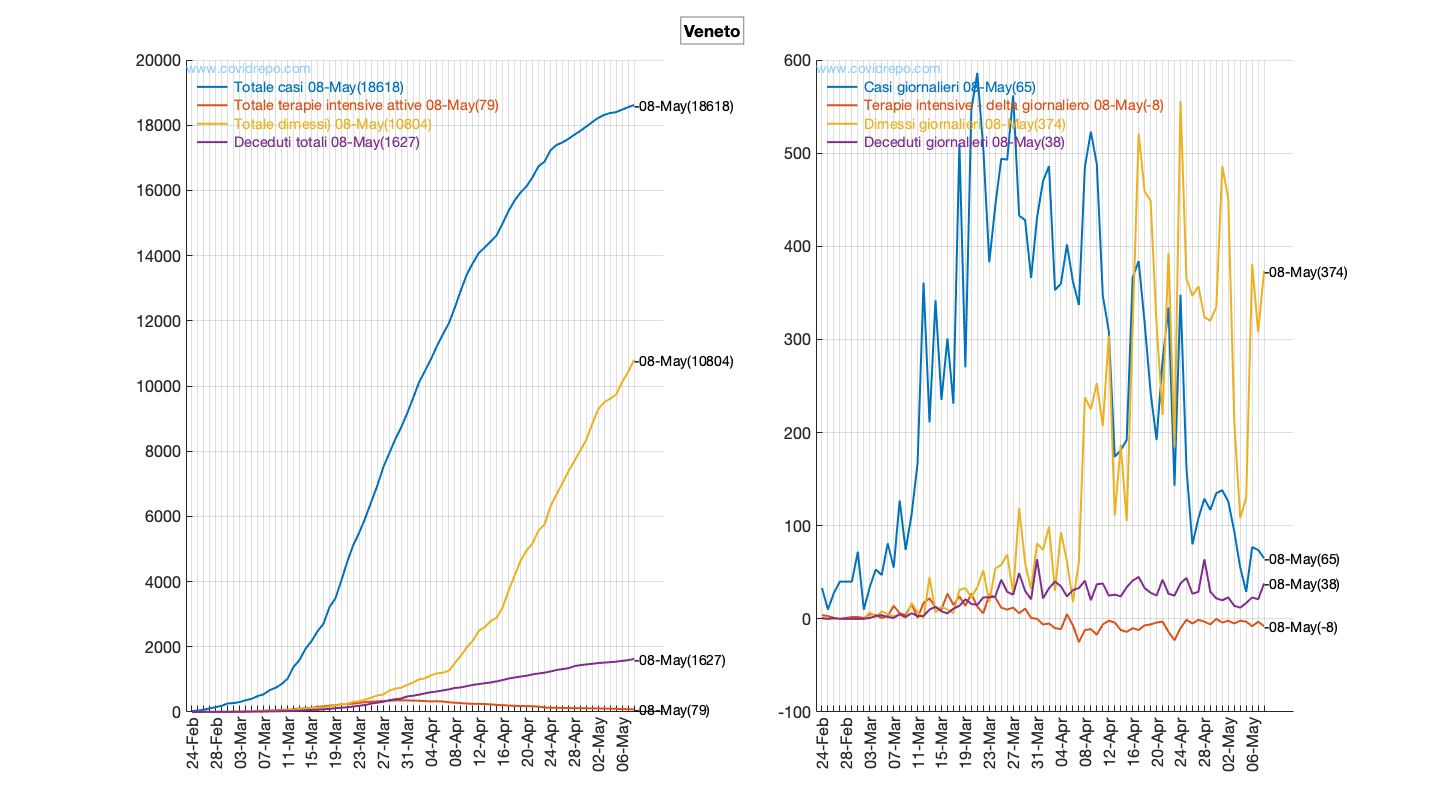 Veneto
www.covidrepo.com
Totale casi 08-May(18618)
Totale terapie intensive attive 08-May(79)
Totale dimessi) 08-May(10804)
Deceduti totali 08-May(1627)
20000
18000
16000
14000
12000
10000
8000
6000
4000
2000
0
08-May(18618)
08-May(10804)
08-May(1627)
08-May(79)
24-Feb
28-Feb
03-Mar
07-Mar
11-Mar
15-Mar
19-Mar
23-Mar
27-Mar
31-Mar
04-Apr
08-Apr
12-Apr
16-Apr
20-Apr
24-Apr
28-Apr
02-May
06-May
www.covidrepo.com
Casi giornalieri 08-May(65)
Terapie intensive - delta giornaliero 08-May(-8)
Dimessi giornalieri 08-May(374)
Deceduti giornalieri 08-May(38)
600
500
400
300
200
100
0
-100
08-May(374)
08-May(65)
08-May(38)
08-May(-8)
24-Feb
28-Feb
03-Mar
07-Mar
11-Mar
15-Mar
19-Mar
23-Mar
27-Mar
31-Mar
04-Apr
08-Apr
12-Apr
16-Apr
20-Apr
24-Apr
28-Apr
02-May
06-May